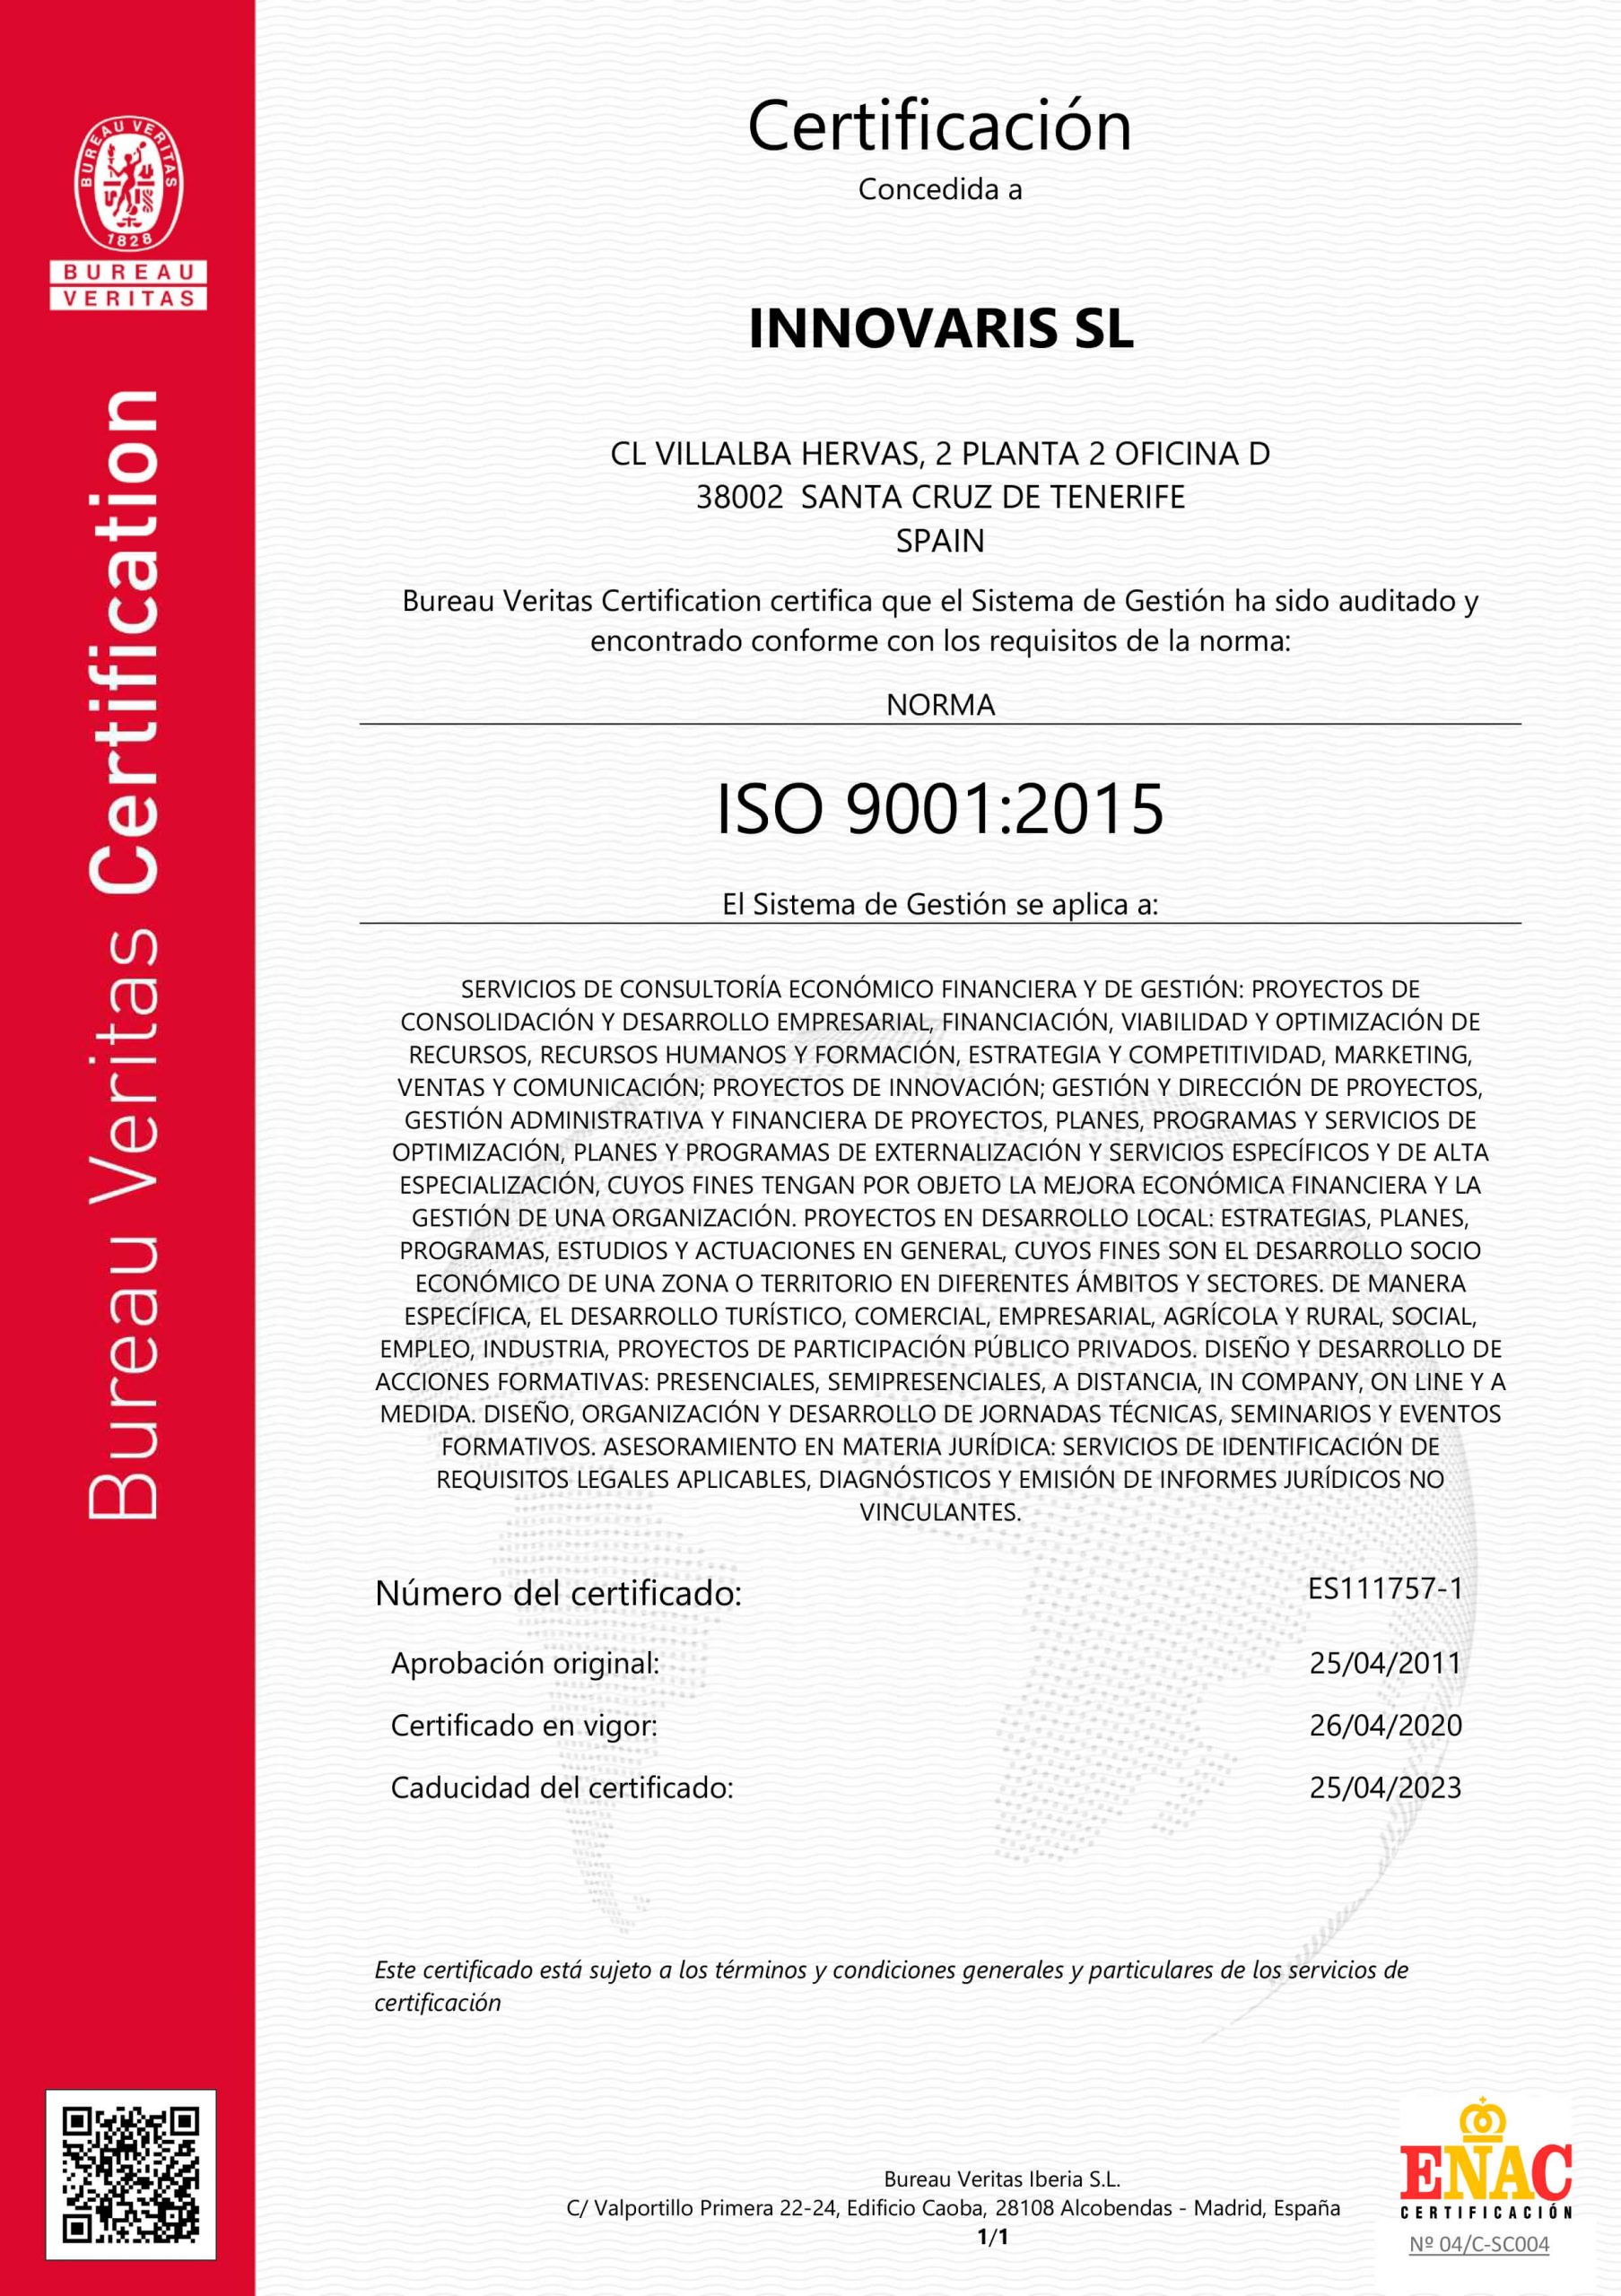 BUREAU VERITAS
1828
BUREAU
VERITAS
Bureau Veritas Certification
Certificación
Concedida a
INNOVARIS SL
CL VILLALBA HERVAS, 2 PLANTA 2 OFICINA D
38002 SANTA CRUZ DE TENERIFE
SPAIN
Bureau Veritas Certification certifica que el Sistema de Gestión ha sido auditado y
encontrado conforme con los requisitos de la norma:
NORMA
ISO 9001:2015
El Sistema de Gestión se aplica a:
SERVICIOS DE CONSULTORÍA ECONÓMICO FINANCIERA Y DE GESTIÓN: PROYECTOS DE
CONSOLIDACIÓN Y DESARROLLO EMPRESARIAL, FINANCIACIÓN, VIABILIDAD Y OPTIMIZACIÓN DE
RECURSOS, RECURSOS HUMANOS Y FORMACIÓN, ESTRATEGIA Y COMPETITIVIDAD, MARKETING,
VENTAS Y COMUNICACIÓN; PROYECTOS DE INNOVACIÓN; GESTIÓN Y DIRECCIÓN DE PROYECTOS,
GESTIÓN ADMINISTRATIVA Y FINANCIERA DE PROYECTOS, PLANES, PROGRAMAS Y SERVICIOS DE
OPTIMIZACIÓN, PLANES Y PROGRAMAS DE EXTERNALIZACIÓN Y SERVICIOS ESPECÍFICOS Y DE ALTA
ESPECIALIZACIÓN, CUYOS FINES TENGAN POR OBJETO LA MEJORA ECONÓMICA FINANCIERA Y LA
GESTIÓN DE UNA ORGANIZACIÓN. PROYECTOS EN DESARROLLO LOCAL: ESTRATEGIAS, PLANES,
PROGRAMAS, ESTUDIOS Y ACTUACIONES EN GENERAL, CUYOS FINES SON EL DESARROLLO SOCIO
ECONÓMICO DE UNA ZONA O TERRITORIO EN DIFERENTES ÁMBITOS Y SECTORES. DE MANERA
ESPECÍFICA, EL DESARROLLO TURÍSTICO, COMERCIAL, EMPRESARIAL, AGRÍCOLA Y RURAL, SOCIAL,
EMPLEO, INDUSTRIA, PROYECTOS DE PARTICIPACIÓN PÚBLICO PRIVADOS. DISEÑO Y DESARROLLO DE
ACCIONES FORMATIVAS: PRESENCIALES, SEMIPRESENCIALES, A DISTANCIA, IN COMPANY, ON LINE Y A
MEDIDA. DISEÑO, ORGANIZACIÓN Y DESARROLLO DE JORNADAS TÉCNICAS, SEMINARIOS Y EVENTOS
FORMATIVOS. ASESORAMIENTO EN MATERIA JURÍDICA: SERVICIOS DE IDENTIFICACIÓN DE
REQUISITOS LEGALES APLICABLES, DIAGNÓSTICOS Y EMISIÓN DE INFORMES JURÍDICOS NO
VINCULANTES.
Número del certificado: ES111757-1
Aprobación original: 25/04/2011
Certificado en vigor: 26/04/2020
Caducidad del certificado: 25/04/2023
Este certificado está sujeto a los términos y condiciones generales y particulares de los servicios de
certificación
Bureau Veritas Iberia S.L.
C/ Valportillo Primera 22-24, Edificio Caoba, 28108 Alcobendas - Madrid, España
1/1
ENAC
CERTIFICACIÓN
Nº 04/C-SC004